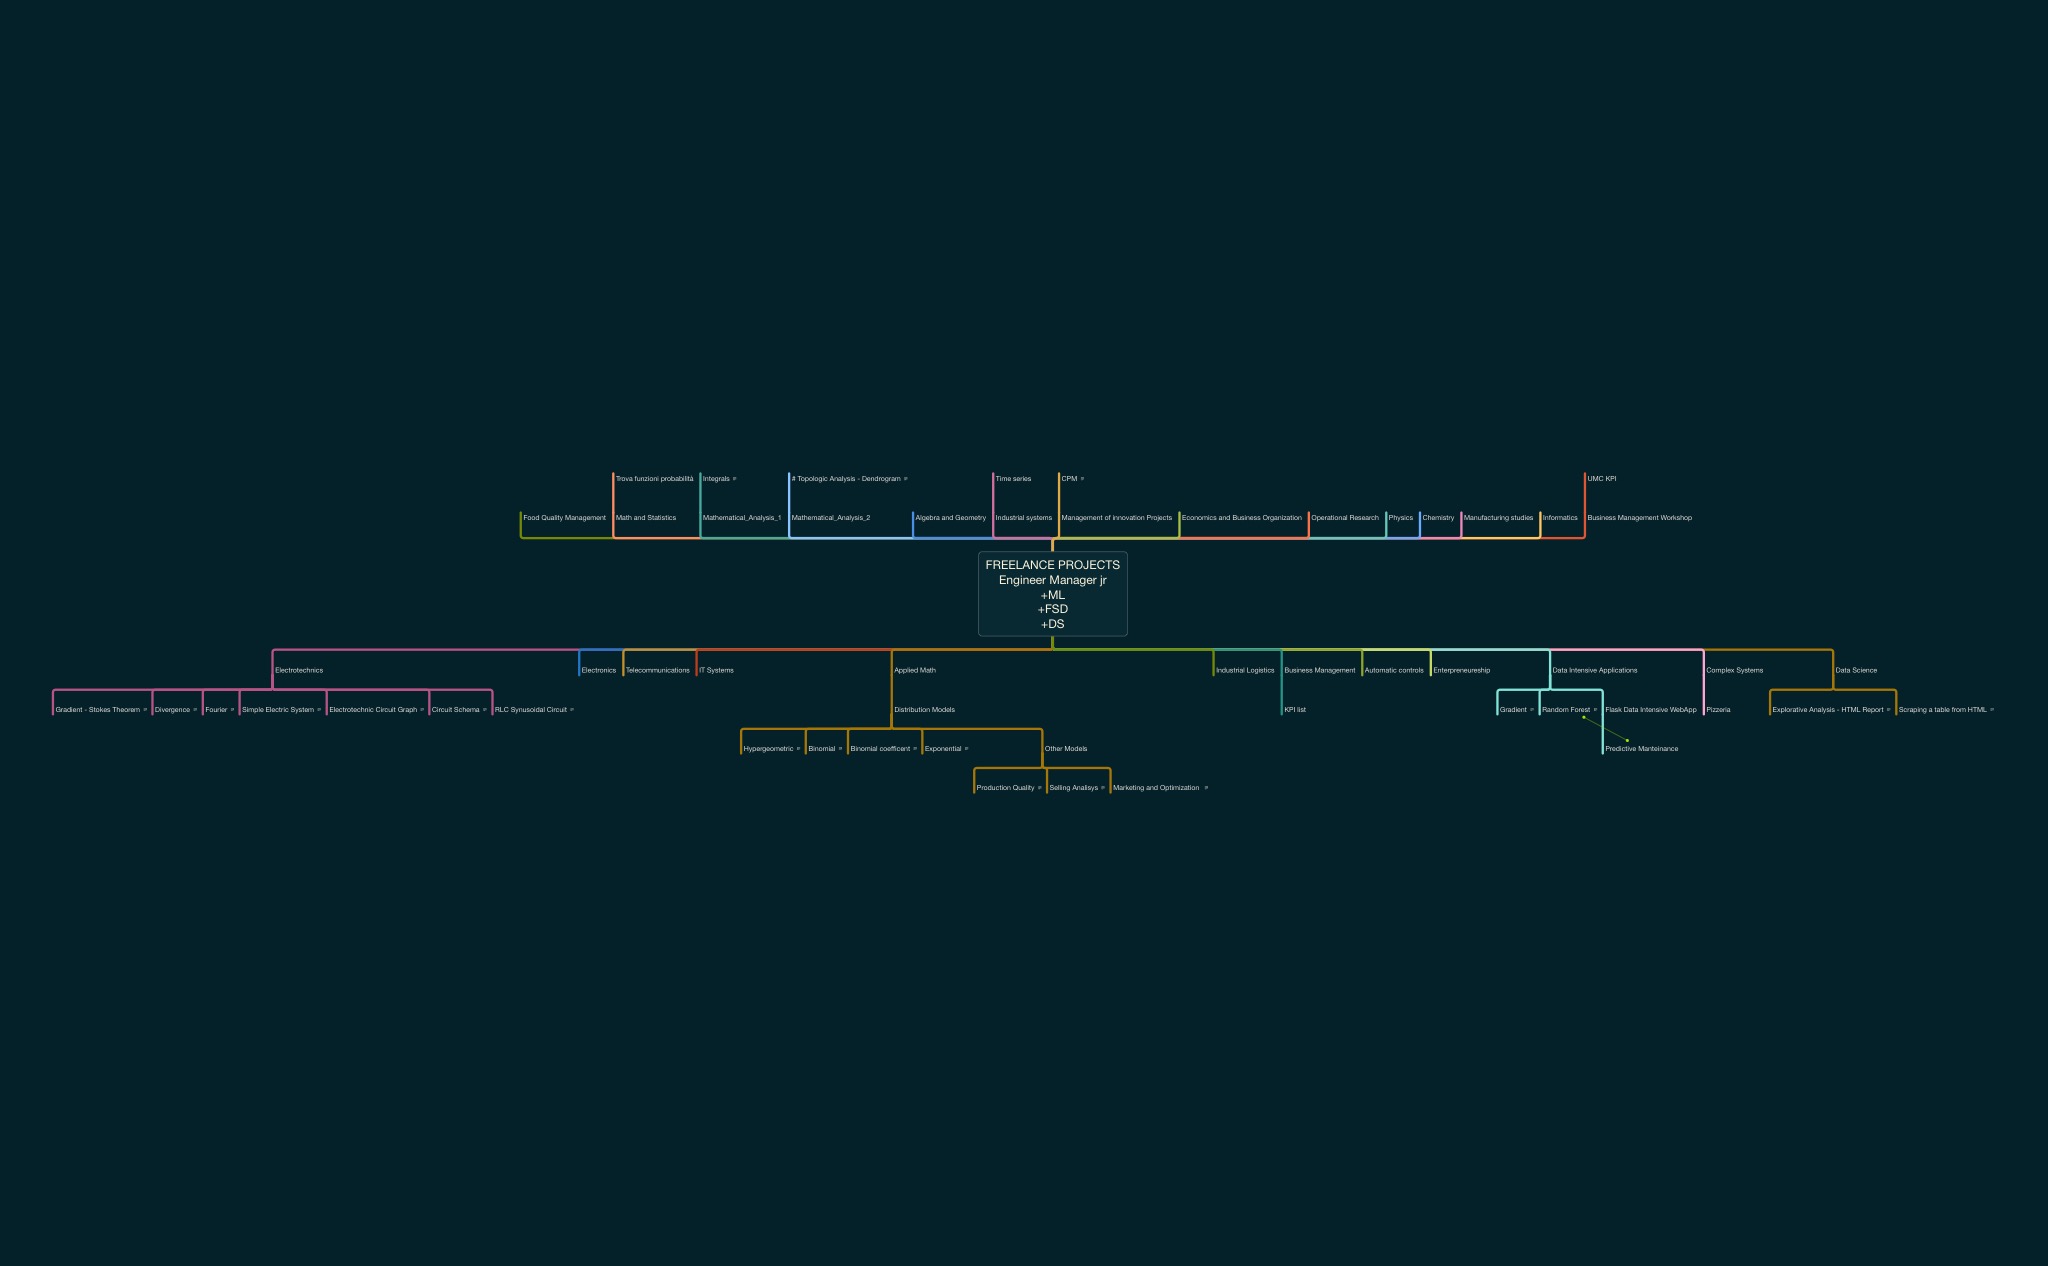 Trova funzioni probabilità
Integrals
# Topologic Analysis - Dendrogram
Time series
CPM
UMC KPI
Food Quality Management
Math and Statistics
Mathematical_Analysis_1
Mathematical_Analysis_2
Algebra and Geometry
Industrial systems
Management of innovation Projects
Economics and Business Organization
Operational Research
Physics
Chemistry
Manufacturing studies
Informatics
Business Management Workshop
FREELANCE PROJECTS
Engineer Manager jr
+ML
+FSD
+DS
Electrotechnics
Electronics
Telecommunications
IT Systems
Applied Math
Industrial Logistics
Business Management
Automatic controls
Enterpreneureship
Data Intensive Applications
Complex Systems
Data Science
Gradient - Stokes Theorem
Divergence
Fourier
Simple Electric System
Electrotechnic Circuit Graph
Circuit Schema
RLC Synusoidal Circuit
Distribution Models
KPI list
Gradient
Random Forest
Flask Data Intensive WebApp
Pizzeria
Explorative Analysis - HTML Report
Scraping a table from HTML
Hypergeometric
Binomial
Binomial coefficent
Exponential
Other Models
Predictive Manteinance
Production Quality
Selling Analisys
Marketing and Optimization